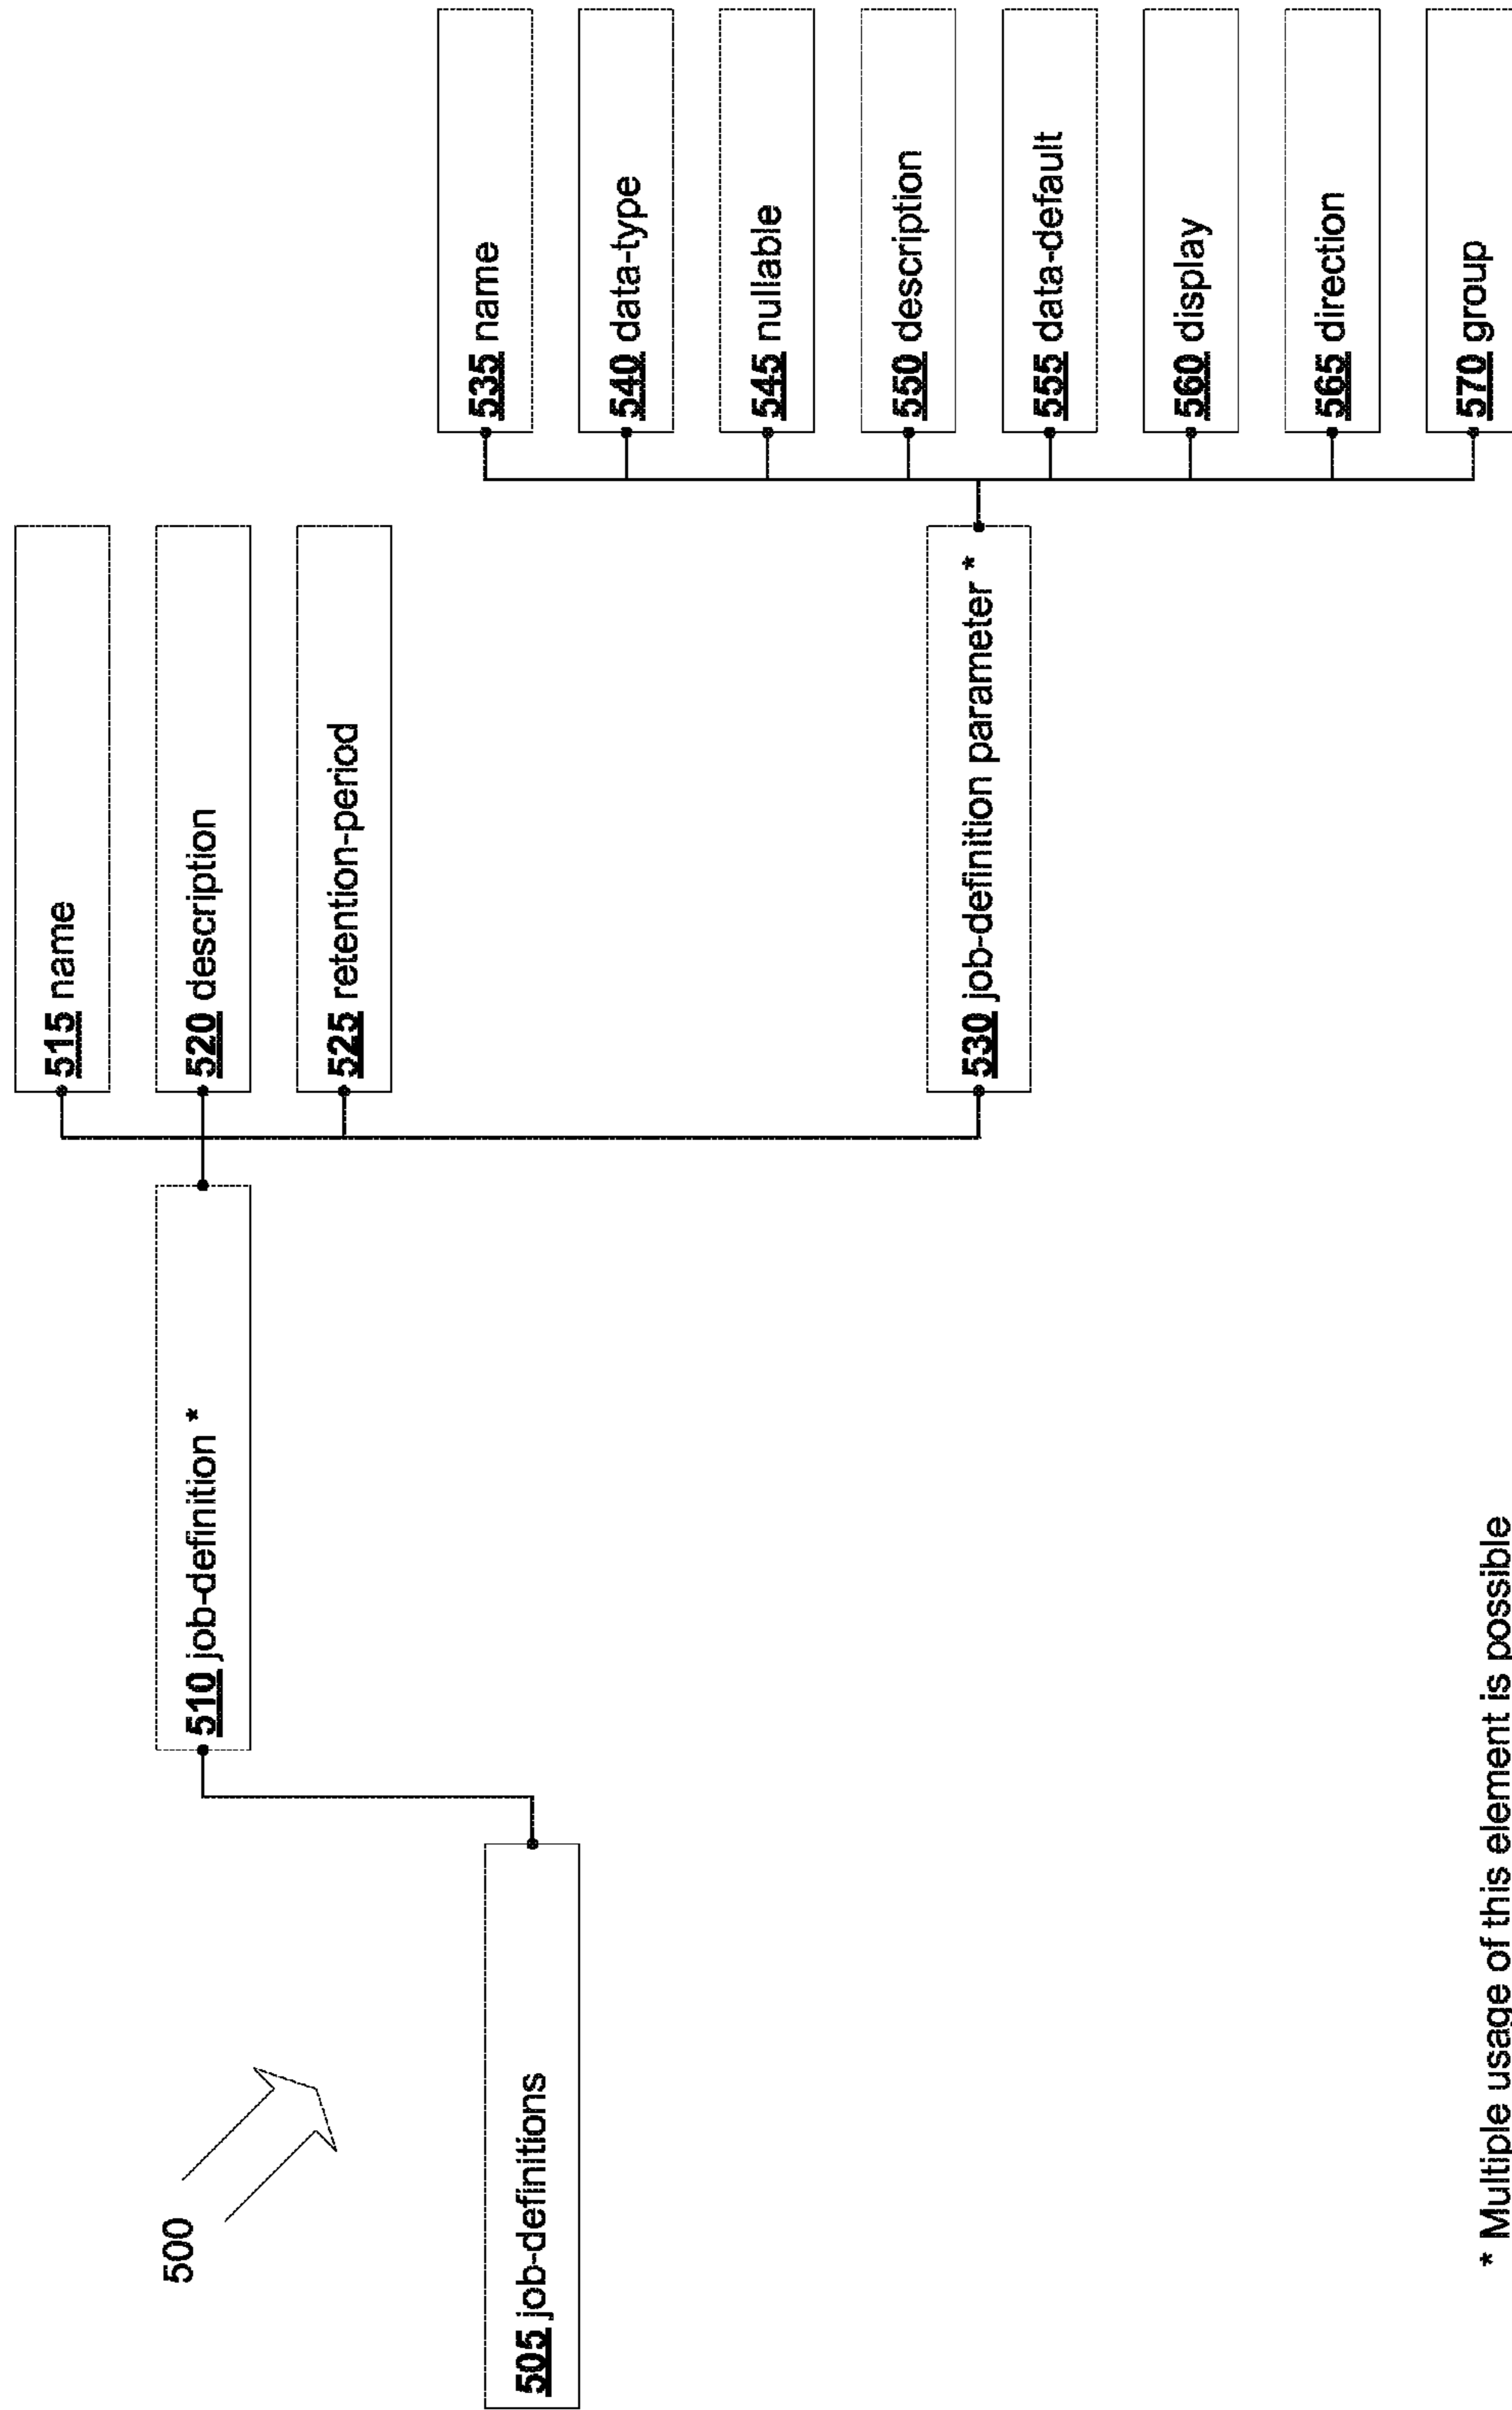 500
505 job-definitions
510 job-definition *
515 name
520 description
525 retention-period
530 job-definition parameter *
535 name
540 data-type
545 nullable
550 description
555 data-default
560 display
565 direction
570 group
* Multiple usage of this element is possible